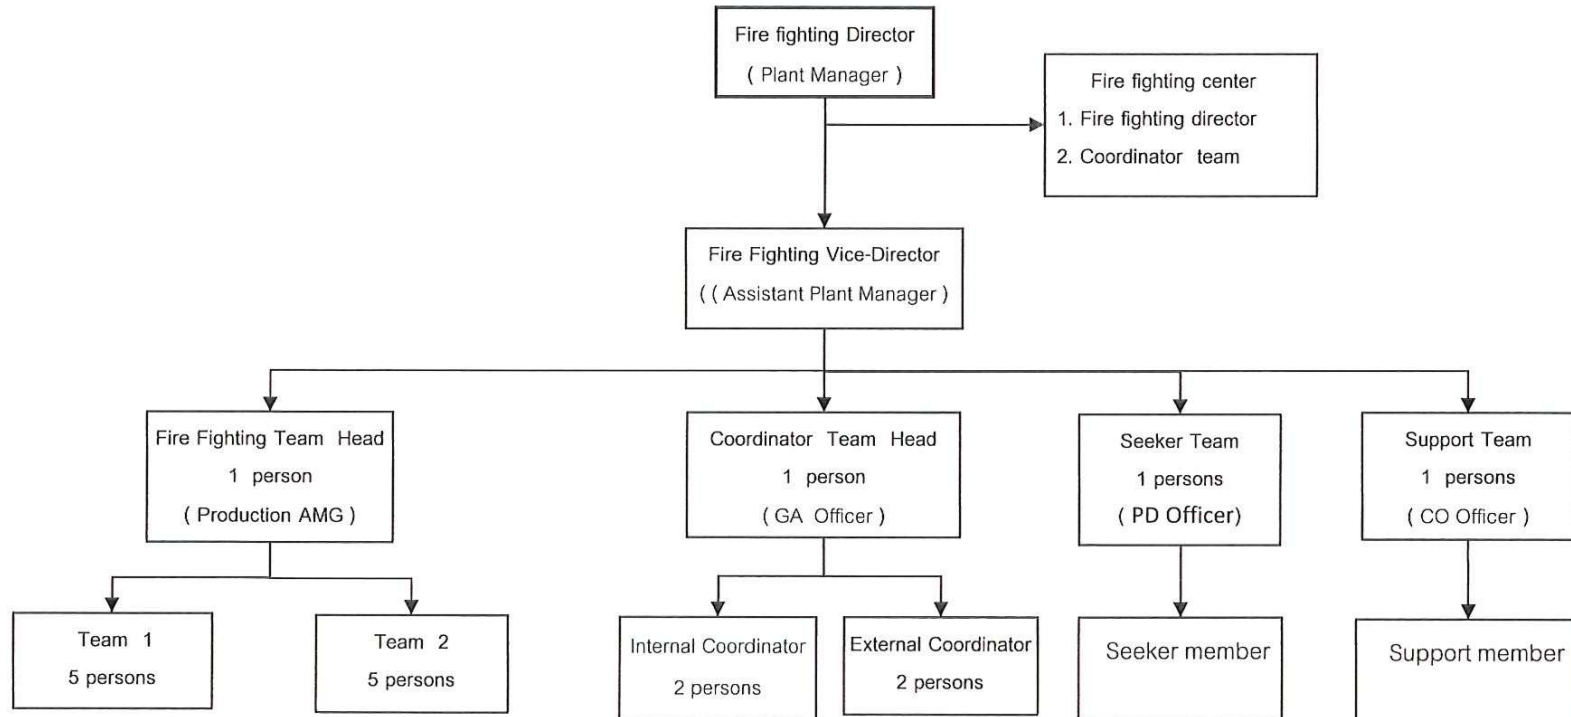 Fire fighting Director
( Plant Manager )
Fire fighting center
1. Fire fighting director
2. Coordinator team
Fire Fighting Vice-Director
( ( Assistant Plant Manager )
Fire Fighting Team Head
1 person
( Production AMG )
Coordinator Team Head
1 person
( GA Officer )
Seeker Team
1 persons
( PD Officer)
Support Team
1 persons
( CO Officer )
Team 1
5 persons
Team 2
5 persons
Internal Coordinator
2 persons
External Coordinator
2 persons
Seeker member
Support member